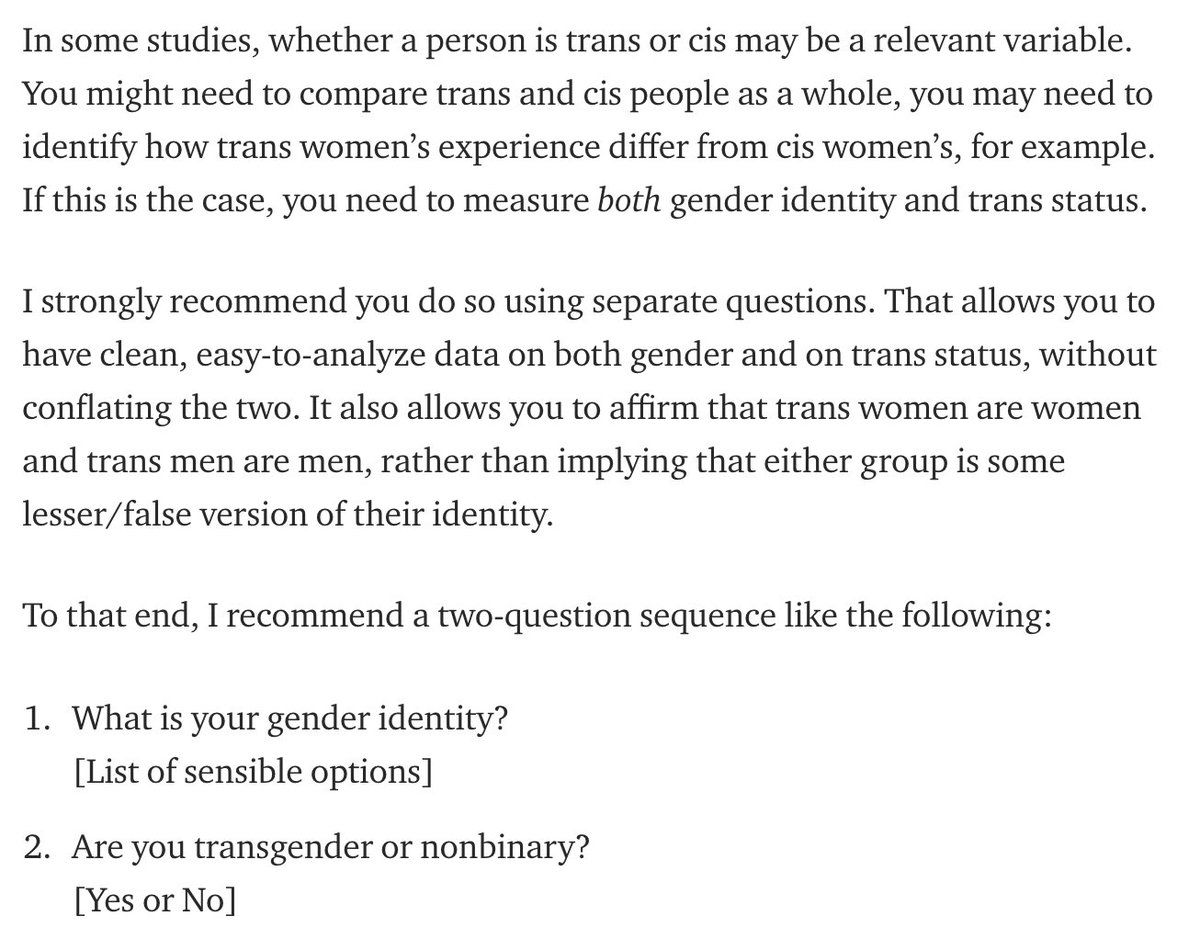 In some studies, whether a person is trans or cis may be a relevant variable.
You might need to compare trans and cis people as a whole, you may need to
identify how trans women’s experience differ from cis women’s, for example.
If this is the case, you need to measure both gender identity and trans status.
I strongly recommend you do so using separate questions. That allows you to
have clean, easy-to-analyze data on both gender and on trans status, without
conflating the two. It also allows you to affirm that trans women are women
and trans men are men, rather than implying that either group is some
lesser/false version of their identity.
To that end, I recommend a two-question sequence like the following:
1. What is your gender identity?
[List of sensible options]
2. Are you transgender or nonbinary?
[Yes or No]